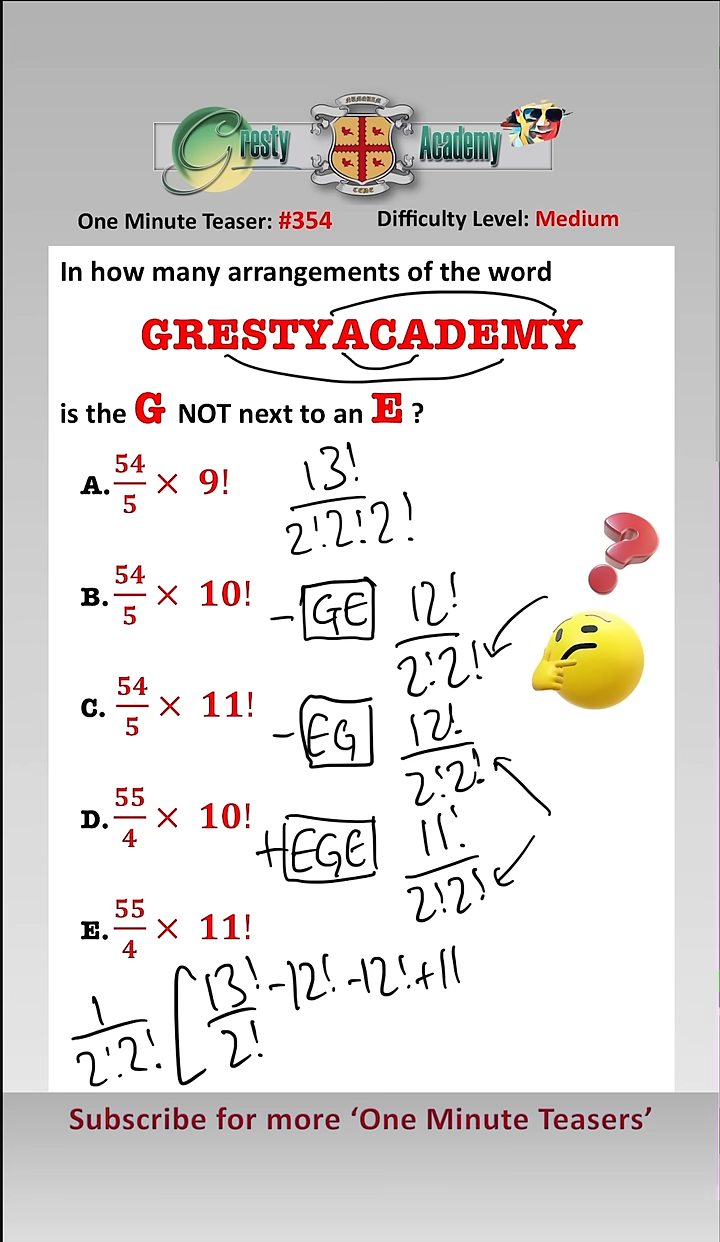 NUMQUAM
Gresty Academy
CEDE
One Minute Teaser: #354 Difficulty Level: Medium
In how many arrangements of the word
GRESTYACADEMY
is the G NOT next to an E ?
A. 54/5 × 9!
13!/2!2!2!
B. 54/5 × 10!
- GE 12!/2!2!
C. 54/5 × 11!
- EG 12!/2!2!
D. 55/4 × 10!
+ EGE 11!/2!2!
E. 55/4 × 11!
1/2!2! [ 13!/2! - 12! - 12! + 11
Subscribe for more ‘One Minute Teasers’